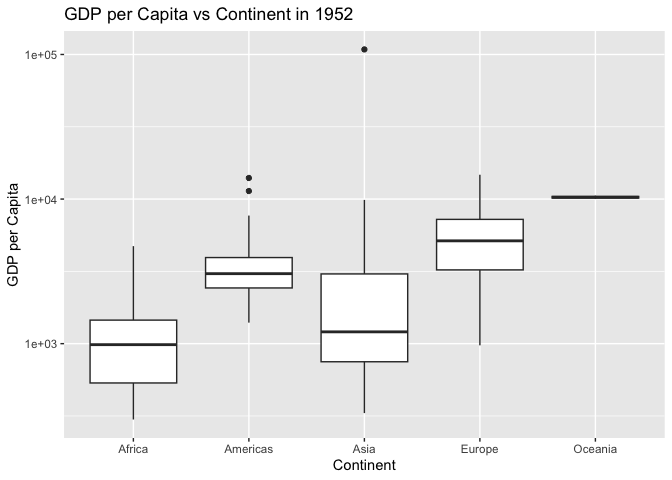 GDP per Capita vs Continent in 1952
1e+05
1e+04
1e+03
GDP per Capita
Africa Americas Asia Europe Oceania
Continent